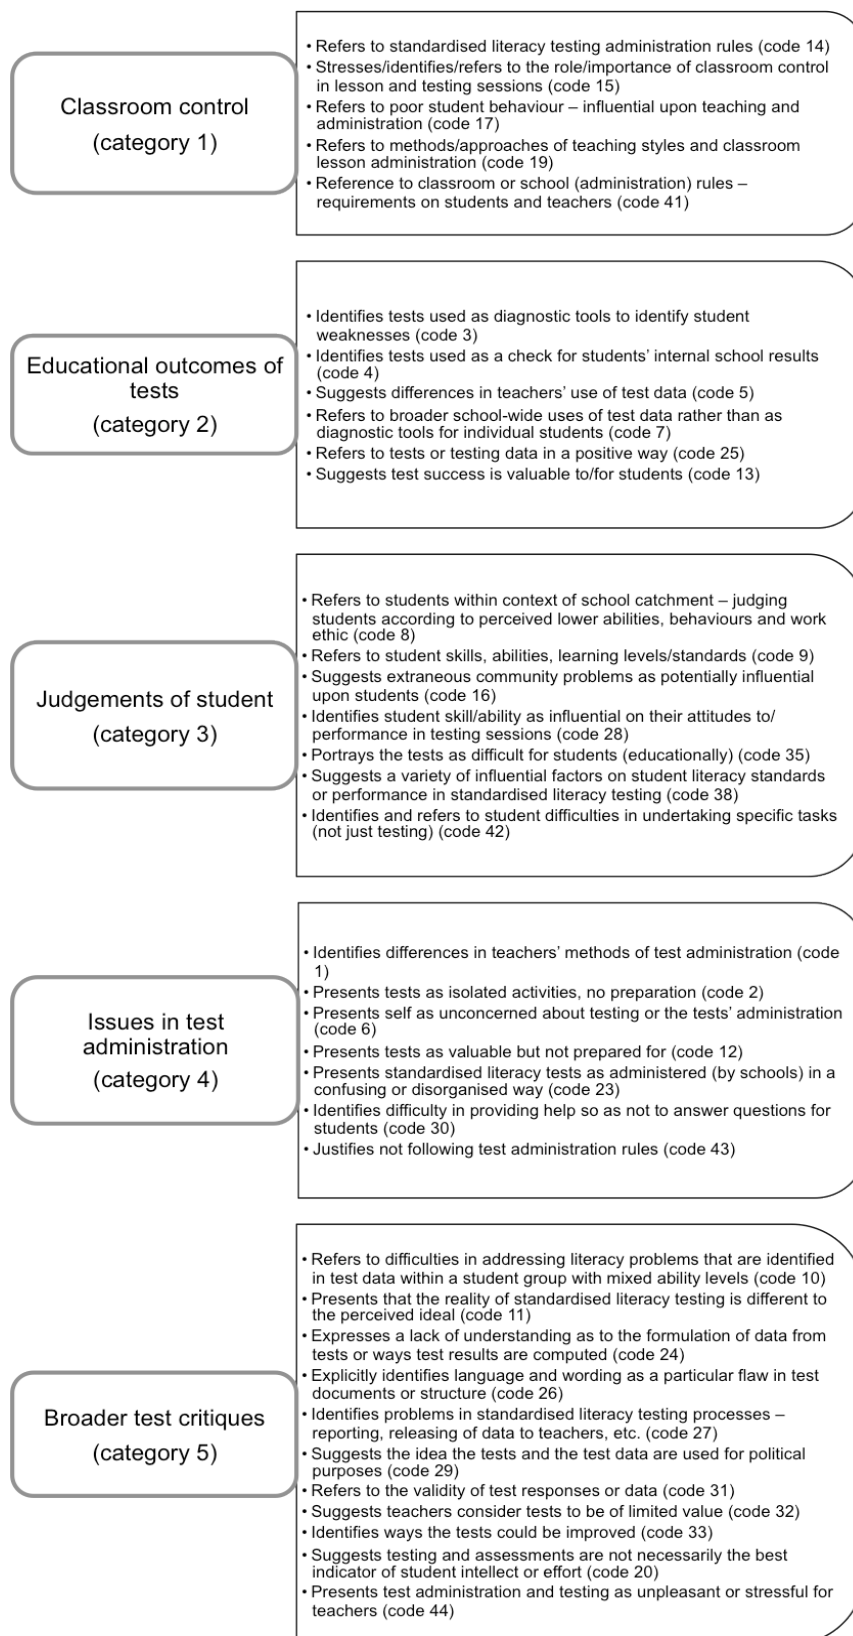 Classroom control
(category 1)
• Refers to standardised literacy testing administration rules (code 14)
• Stresses/identifies/refers to the role/importance of classroom control
in lesson and testing sessions (code 15)
• Refers to poor student behaviour – influential upon teaching and
administration (code 17)
• Refers to methods/approaches of teaching styles and classroom
lesson administration (code 19)
• Reference to classroom or school (administration) rules –
requirements on students and teachers (code 41)
Educational outcomes of
tests
(category 2)
• Identifies tests used as diagnostic tools to identify student
weaknesses (code 3)
• Identifies tests used as a check for students' internal school results
(code 4)
• Suggests differences in teachers' use of test data (code 5)
• Refers to broader school-wide uses of test data rather than as
diagnostic tools for individual students (code 7)
• Refers to tests or testing data in a positive way (code 25)
• Suggests test success is valuable to/for students (code 13)
Judgements of student
(category 3)
• Refers to students within context of school catchment – judging
students according to perceived lower abilities, behaviours and work
ethic (code 8)
• Refers to student skills, abilities, learning levels/standards (code 9)
• Suggests extraneous community problems as potentially influential
upon students (code 16)
• Identifies student skill/ability as influential on their attitudes to/
performance in testing sessions (code 28)
• Portrays the tests as difficult for students (educationally) (code 35)
• Suggests a variety of influential factors on student literacy standards
or performance in standardised literacy testing (code 38)
• Identifies and refers to student difficulties in undertaking specific tasks
(not just testing) (code 42)
Issues in test
administration
(category 4)
• Identifies differences in teachers' methods of test administration (code
1)
• Presents tests as isolated activities, no preparation (code 2)
• Presents self as unconcerned about testing or the tests' administration
(code 6)
• Presents tests as valuable but not prepared for (code 12)
• Presents standardised literacy tests as administered (by schools) in a
confusing or disorganised way (code 23)
• Identifies difficulty in providing help so as not to answer questions for
students (code 30)
• Justifies not following test administration rules (code 43)
Broader test critiques
(category 5)
• Refers to difficulties in addressing literacy problems that are identified
in test data within a student group with mixed ability levels (code 10)
• Presents that the reality of standardised literacy testing is different to
the perceived ideal (code 11)
• Expresses a lack of understanding as to the formulation of data from
tests or ways test results are computed (code 24)
• Explicitly identifies language and wording as a particular flaw in test
documents or structure (code 26)
• Identifies problems in standardised literacy testing processes –
reporting, releasing of data to teachers, etc. (code 27)
• Suggests the idea the tests and the test data are used for political
purposes (code 29)
• Refers to the validity of test responses or data (code 31)
• Suggests teachers consider tests to be of limited value (code 32)
• Identifies ways the tests could be improved (code 33)
• Suggests testing and assessments are not necessarily the best
indicator of student intellect or effort (code 20)
• Presents test administration and testing as unpleasant or stressful for
teachers (code 44)